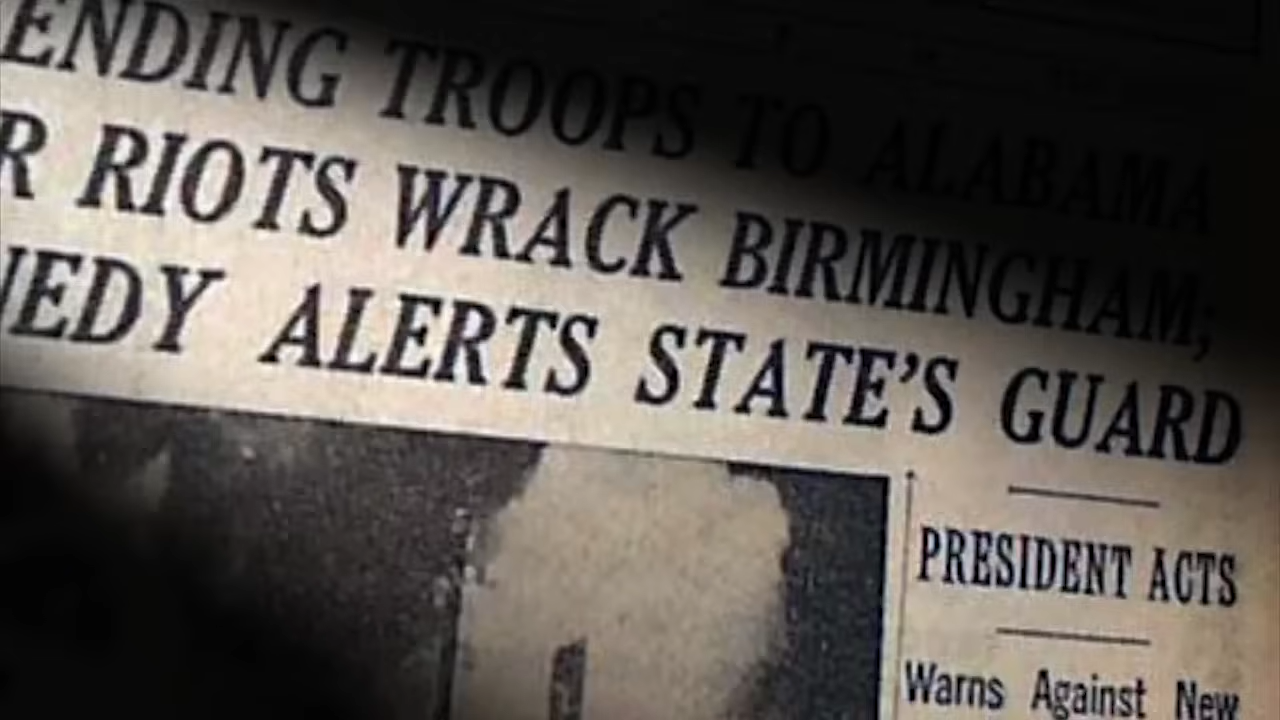 ENDING TROOPS TO ALABAMA
R RIOTS WRACK BIRMINGHAM;
NEDY ALERTS STATE'S GUARD
PRESIDENT ACTS
Warns Against New